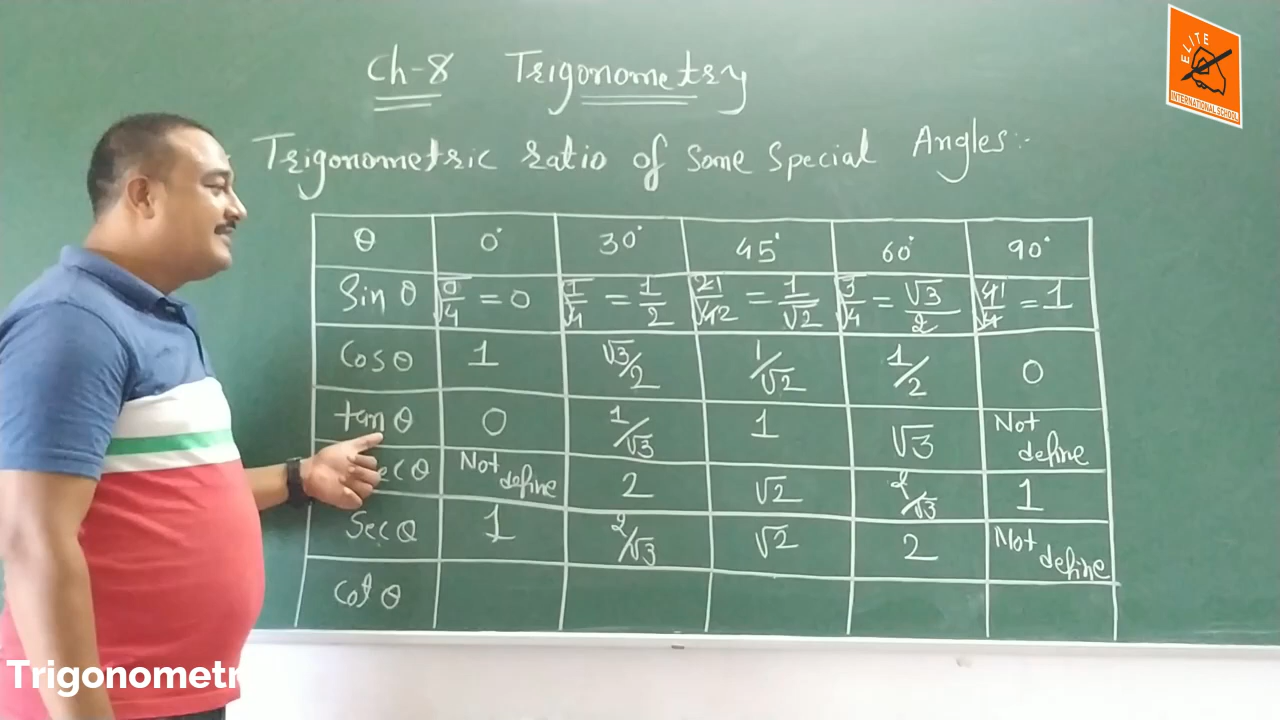 Ch-8 Trigonometry
Trigonometric ratio of Some Special Angles:-
θ 0° 30° 45° 60° 90°
Sin θ √0/4 = 0 √1/4 = 1/2 √21/42 = 1/√2 √3/4 = √3/2 √41/4 = 1
Cos θ 1 √3/2 1/√2 1/2 0
tan θ 0 1/√3 1 √3 Not define
ec θ Not define 2 √2 2/√3 1
Sec θ 1 2/√3 √2 2 Not define
Cot θ
ELITE
INTERNATIONAL SCHOOL
Trigonometr